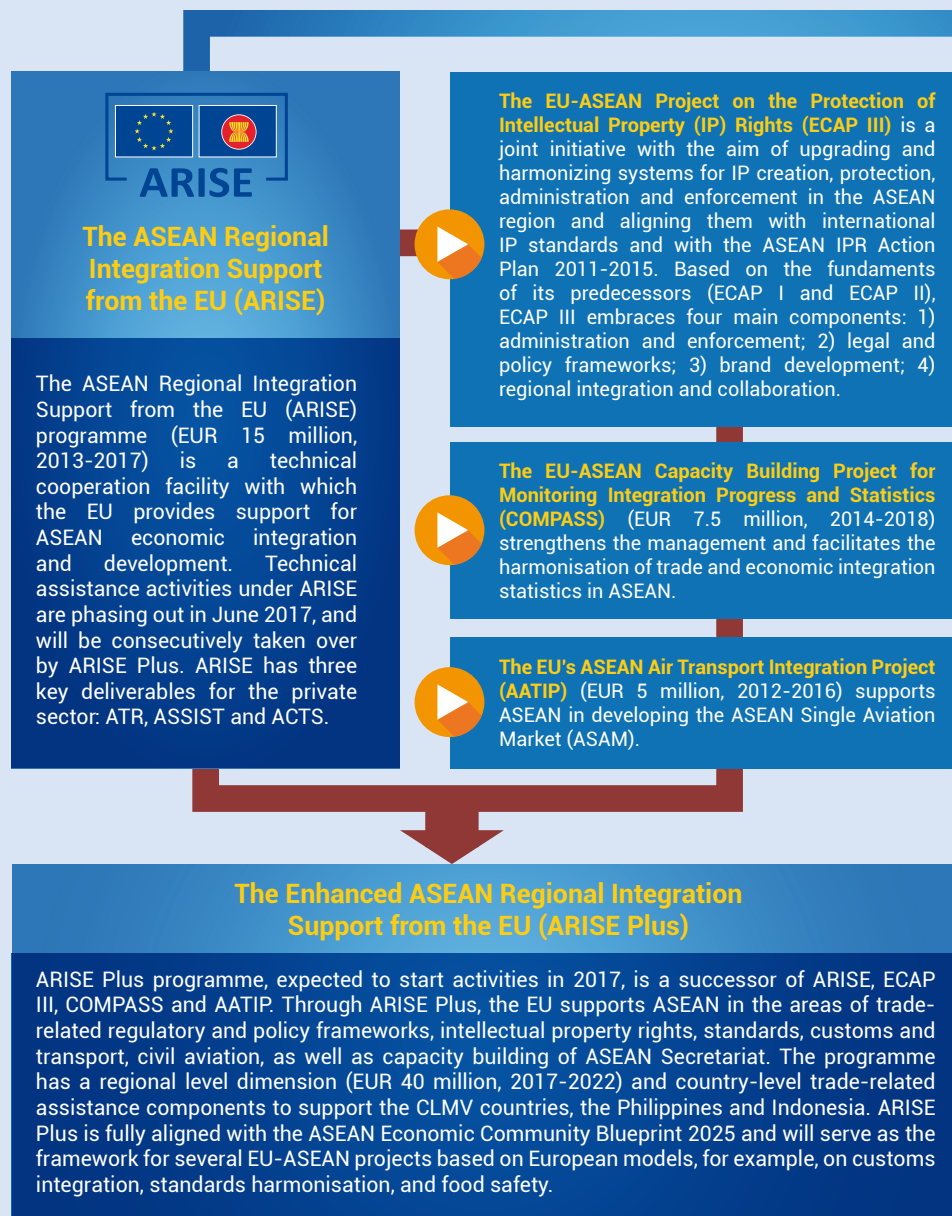 ARISE
The ASEAN Regional
Integration Support
from the EU (ARISE)
The ASEAN Regional Integration
Support from the EU (ARISE)
programme (EUR 15 million,
2013-2017) is a technical
cooperation facility with which
the EU provides support for
ASEAN economic integration
and development. Technical
assistance activities under ARISE
are phasing out in June 2017, and
will be consecutively taken over
by ARISE Plus. ARISE has three
key deliverables for the private
sector: ATR, ASSIST and ACTS.
The EU-ASEAN Project on the Protection of
Intellectual Property (IP) Rights (ECAP III) is a
joint initiative with the aim of upgrading and
harmonizing systems for IP creation, protection,
administration and enforcement in the ASEAN
region and aligning them with international
IP standards and with the ASEAN IPR Action
Plan 2011-2015. Based on the fundaments
of its predecessors (ECAP I and ECAP II),
ECAP III embraces four main components: 1)
administration and enforcement; 2) legal and
policy frameworks; 3) brand development; 4)
regional integration and collaboration.
The EU-ASEAN Capacity Building Project for
Monitoring Integration Progress and Statistics
(COMPASS) (EUR 7.5 million, 2014-2018)
strengthens the management and facilitates the
harmonisation of trade and economic integration
statistics in ASEAN.
The EU's ASEAN Air Transport Integration Project
(AATIP) (EUR 5 million, 2012-2016) supports
ASEAN in developing the ASEAN Single Aviation
Market (ASAM).
The Enhanced ASEAN Regional Integration
Support from the EU (ARISE Plus)
ARISE Plus programme, expected to start activities in 2017, is a successor of ARISE, ECAP
III, COMPASS and AATIP. Through ARISE Plus, the EU supports ASEAN in the areas of trade-
related regulatory and policy frameworks, intellectual property rights, standards, customs and
transport, civil aviation, as well as capacity building of ASEAN Secretariat. The programme
has a regional level dimension (EUR 40 million, 2017-2022) and country-level trade-related
assistance components to support the CLMV countries, the Philippines and Indonesia. ARISE
Plus is fully aligned with the ASEAN Economic Community Blueprint 2025 and will serve as the
framework for several EU-ASEAN projects based on European models, for example, on customs
integration, standards harmonisation, and food safety.